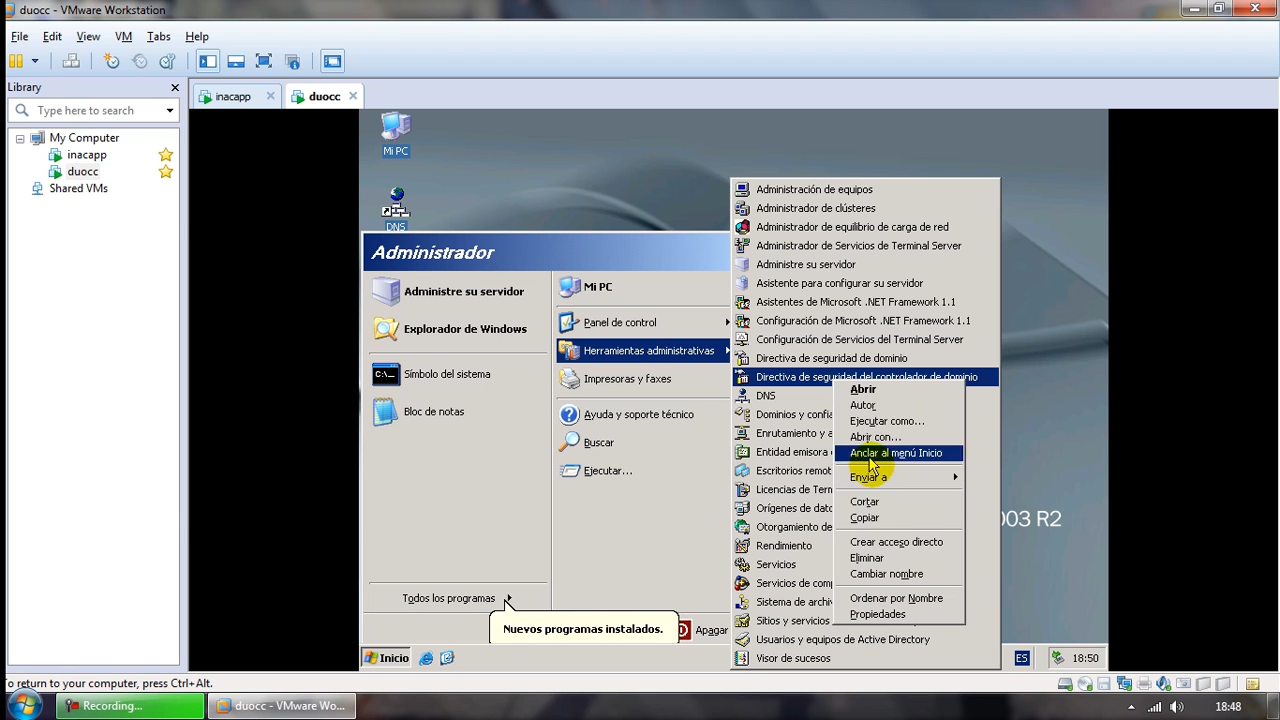 duocc - VMware Workstation
File Edit View VM Tabs Help
Library
Type here to search
My Computer
inacapp
duocc
Shared VMs
inacapp
duocc
Mi PC
DNS
Administrador
Administre su servidor
Explorador de Windows
Símbolo del sistema
Bloc de notas
Todos los programas
Nuevos programas instalados.
Mi PC
Panel de control
Herramientas administrativas
Impresoras y faxes
Ayuda y soporte técnico
Buscar
Ejecutar...
Apagar
Administración de equipos
Administrador de clústeres
Administrador de equilibrio de carga de red
Administrador de Servicios de Terminal Server
Administre su servidor
Asistente para configurar su servidor
Asistentes de Microsoft .NET Framework 1.1
Configuración de Microsoft .NET Framework 1.1
Configuración de Servicios del Terminal Server
Directiva de seguridad de dominio
Directiva de seguridad del controlador de dominio
DNS
Dominios y confia
Enrutamiento y a
Entidad emisora
Escritorios remot
Licencias de Tern
Orígenes de dato
Otorgamiento de
Rendimiento
Servicios
Servicios de comp
Sistema de archiv
Sitios y servicios
Usuarios y equipos de Active Directory
Visor de sucesos
Abrir
Autor
Ejecutar como...
Abrir con...
Anclar al menú Inicio
Enviar a
Cortar
Copiar
Crear acceso directo
Eliminar
Cambiar nombre
Ordenar por Nombre
Propiedades
003 R2
Inicio
ES
18:50
To return to your computer, press Ctrl+Alt.
Recording...
duocc - VMware Wo...
18:48